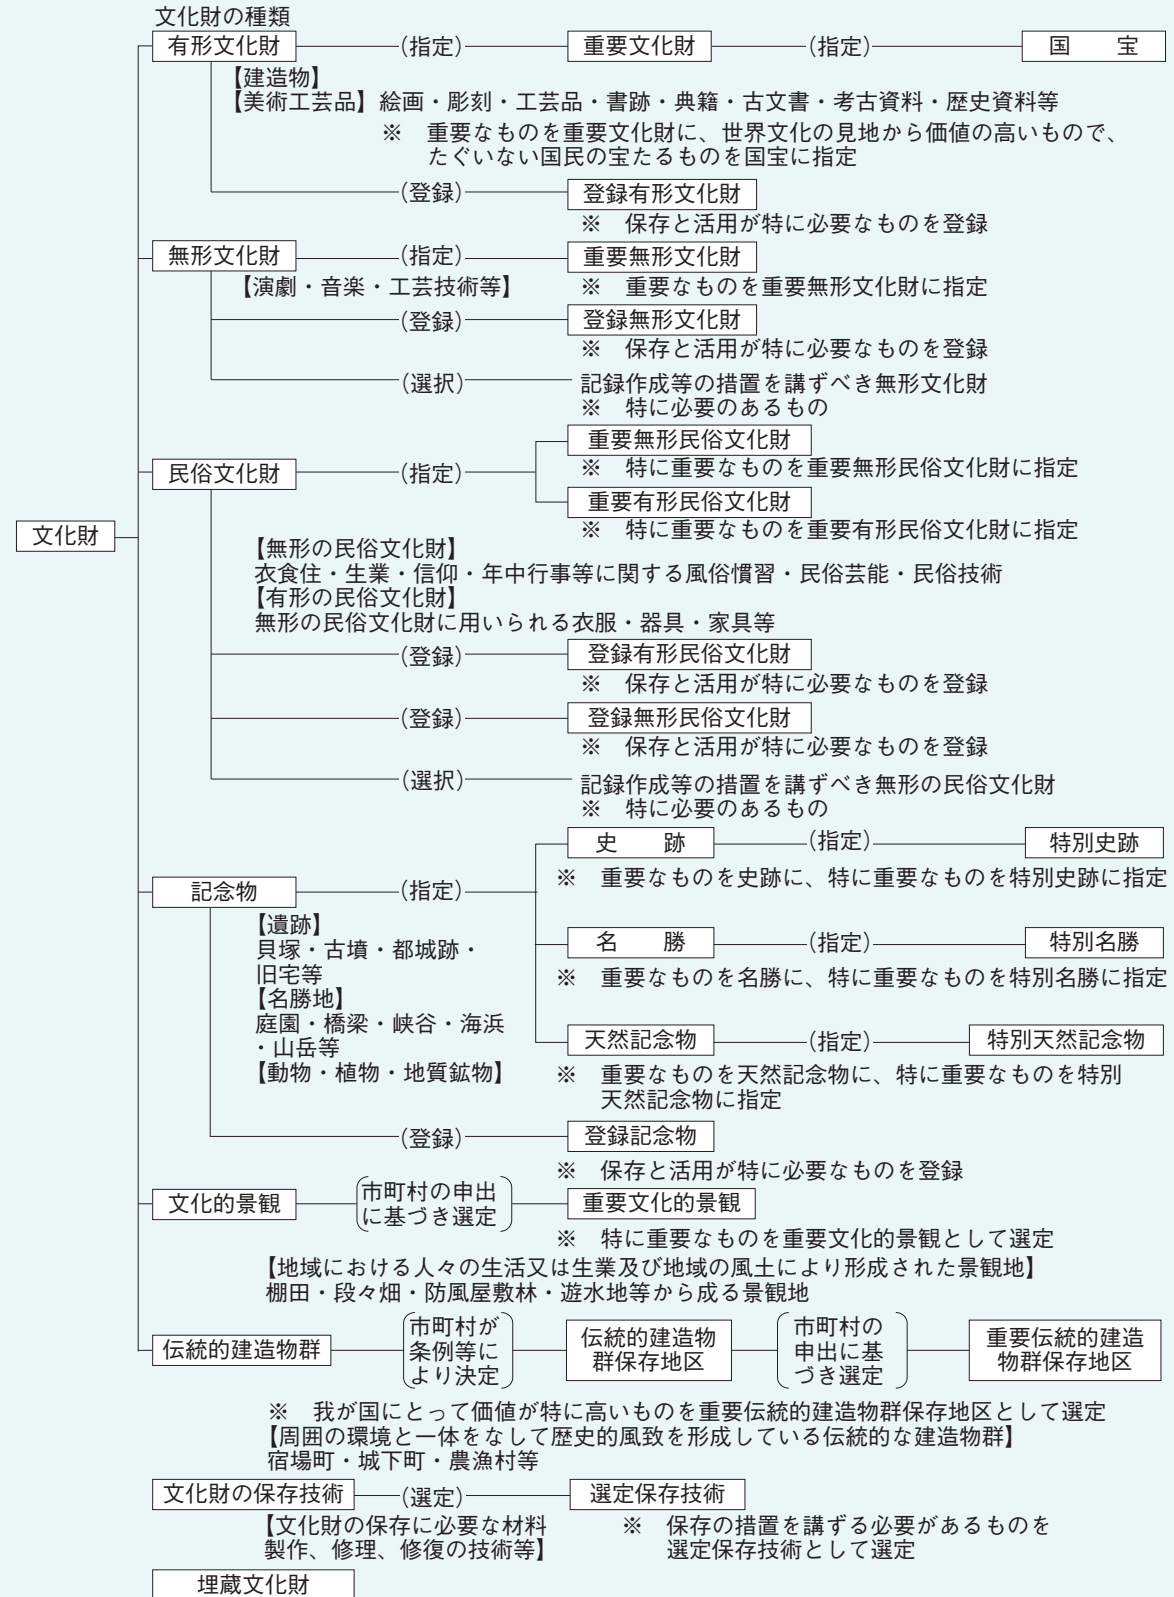 文化財の種類
有形文化財 (指定) 重要文化財 (指定) 国　宝
【建造物】
【美術工芸品】絵画・彫刻・工芸品・書跡・典籍・古文書・考古資料・歴史資料等
※　重要なものを重要文化財に、世界文化の見地から価値の高いもので、
たぐいない国民の宝たるものを国宝に指定
(登録) 登録有形文化財
※　保存と活用が特に必要なものを登録
無形文化財 (指定) 重要無形文化財
【演劇・音楽・工芸技術等】 ※　重要なものを重要無形文化財に指定
(登録) 登録無形文化財
※　保存と活用が特に必要なものを登録
(選択) 記録作成等の措置を講ずべき無形文化財
※　特に必要のあるもの
重要無形民俗文化財
民俗文化財 (指定) ※　特に重要なものを重要無形民俗文化財に指定
重要有形民俗文化財
※　特に重要なものを重要有形民俗文化財に指定
文化財
【無形の民俗文化財】
衣食住・生業・信仰・年中行事等に関する風俗慣習・民俗芸能・民俗技術
【有形の民俗文化財】
無形の民俗文化財に用いられる衣服・器具・家具等
(登録) 登録有形民俗文化財
※　保存と活用が特に必要なものを登録
(登録) 登録無形民俗文化財
※　保存と活用が特に必要なものを登録
(選択) 記録作成等の措置を講ずべき無形の民俗文化財
※　特に必要のあるもの
史　跡 (指定) 特別史跡
※　重要なものを史跡に、特に重要なものを特別史跡に指定
記念物 (指定)
【遺跡】
貝塚・古墳・都城跡・
旧宅等
【名勝地】
庭園・橋梁・峡谷・海浜
・山岳等
【動物・植物・地質鉱物】
名　勝 (指定) 特別名勝
※　重要なものを名勝に、特に重要なものを特別名勝に指定
天然記念物 (指定) 特別天然記念物
※　重要なものを天然記念物に、特に重要なものを特別
天然記念物に指定
(登録) 登録記念物
※　保存と活用が特に必要なものを登録
文化的景観
市町村の申出
に基づき選定
重要文化的景観
※　特に重要なものを重要文化的景観として選定
【地域における人々の生活又は生業及び地域の風土により形成された景観地】
棚田・段々畑・防風屋敷林・遊水地等から成る景観地
伝統的建造物群
市町村が
条例等に
より決定
伝統的建造物
群保存地区
市町村の
申出に基
づき選定
重要伝統的建造
物群保存地区
※　我が国にとって価値が特に高いものを重要伝統的建造物群保存地区として選定
【周囲の環境と一体をなして歴史的風致を形成している伝統的な建造物群】
宿場町・城下町・農漁村等
文化財の保存技術 (選定) 選定保存技術
【文化財の保存に必要な材料
製作、修理、修復の技術等】
※　保存の措置を講ずる必要があるものを
選定保存技術として選定
埋蔵文化財